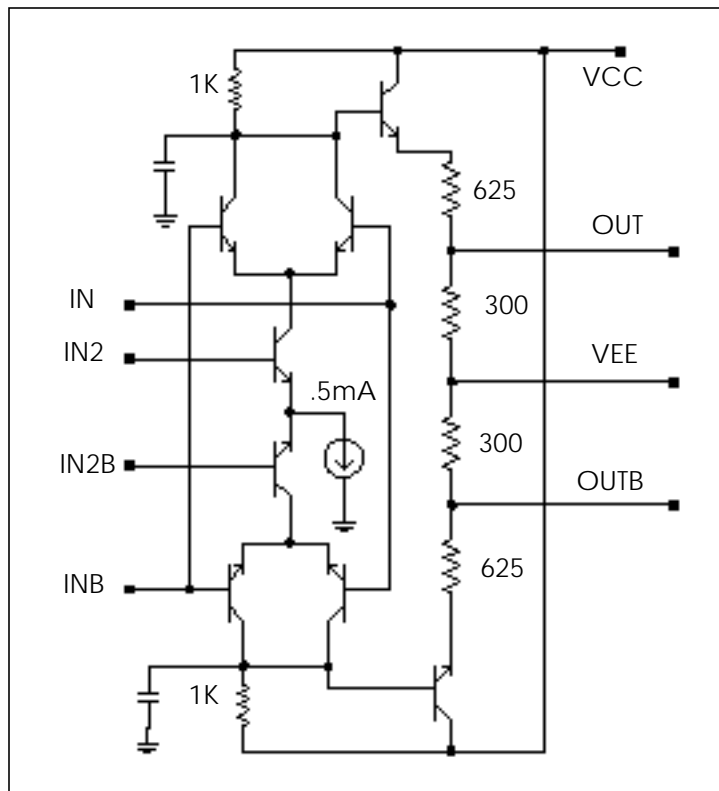 1K
VCC
625
OUT
IN
300
IN2
VEE
.5mA
300
IN2B
OUTB
625
INB
1K